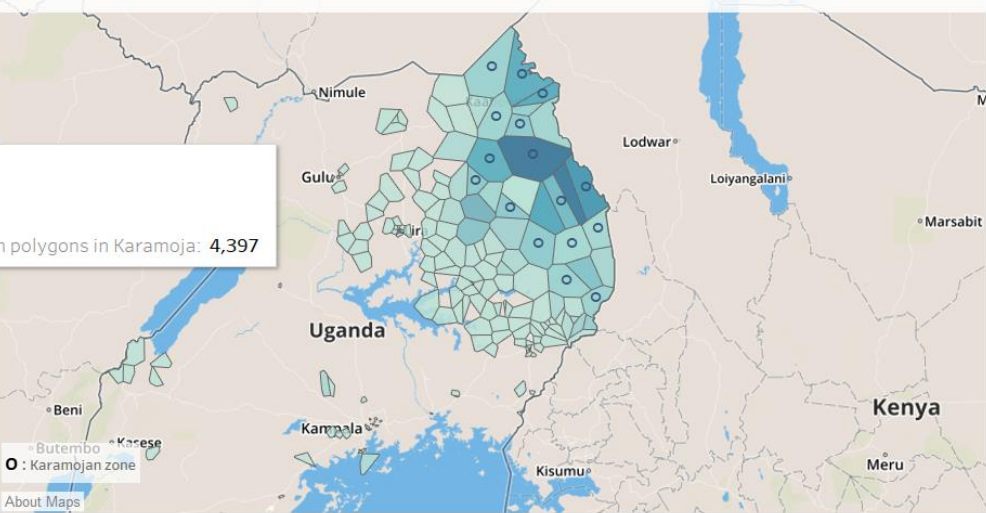 Nimule
Lodwar
Loiyangalani
Gulu
Marsabit
n polygons in Karamoja: 4,397
Uganda
Beni
Kenya
Kampala
Butembo
Kasese
O : Karamojan zone
Meru
Kisumu
About Maps